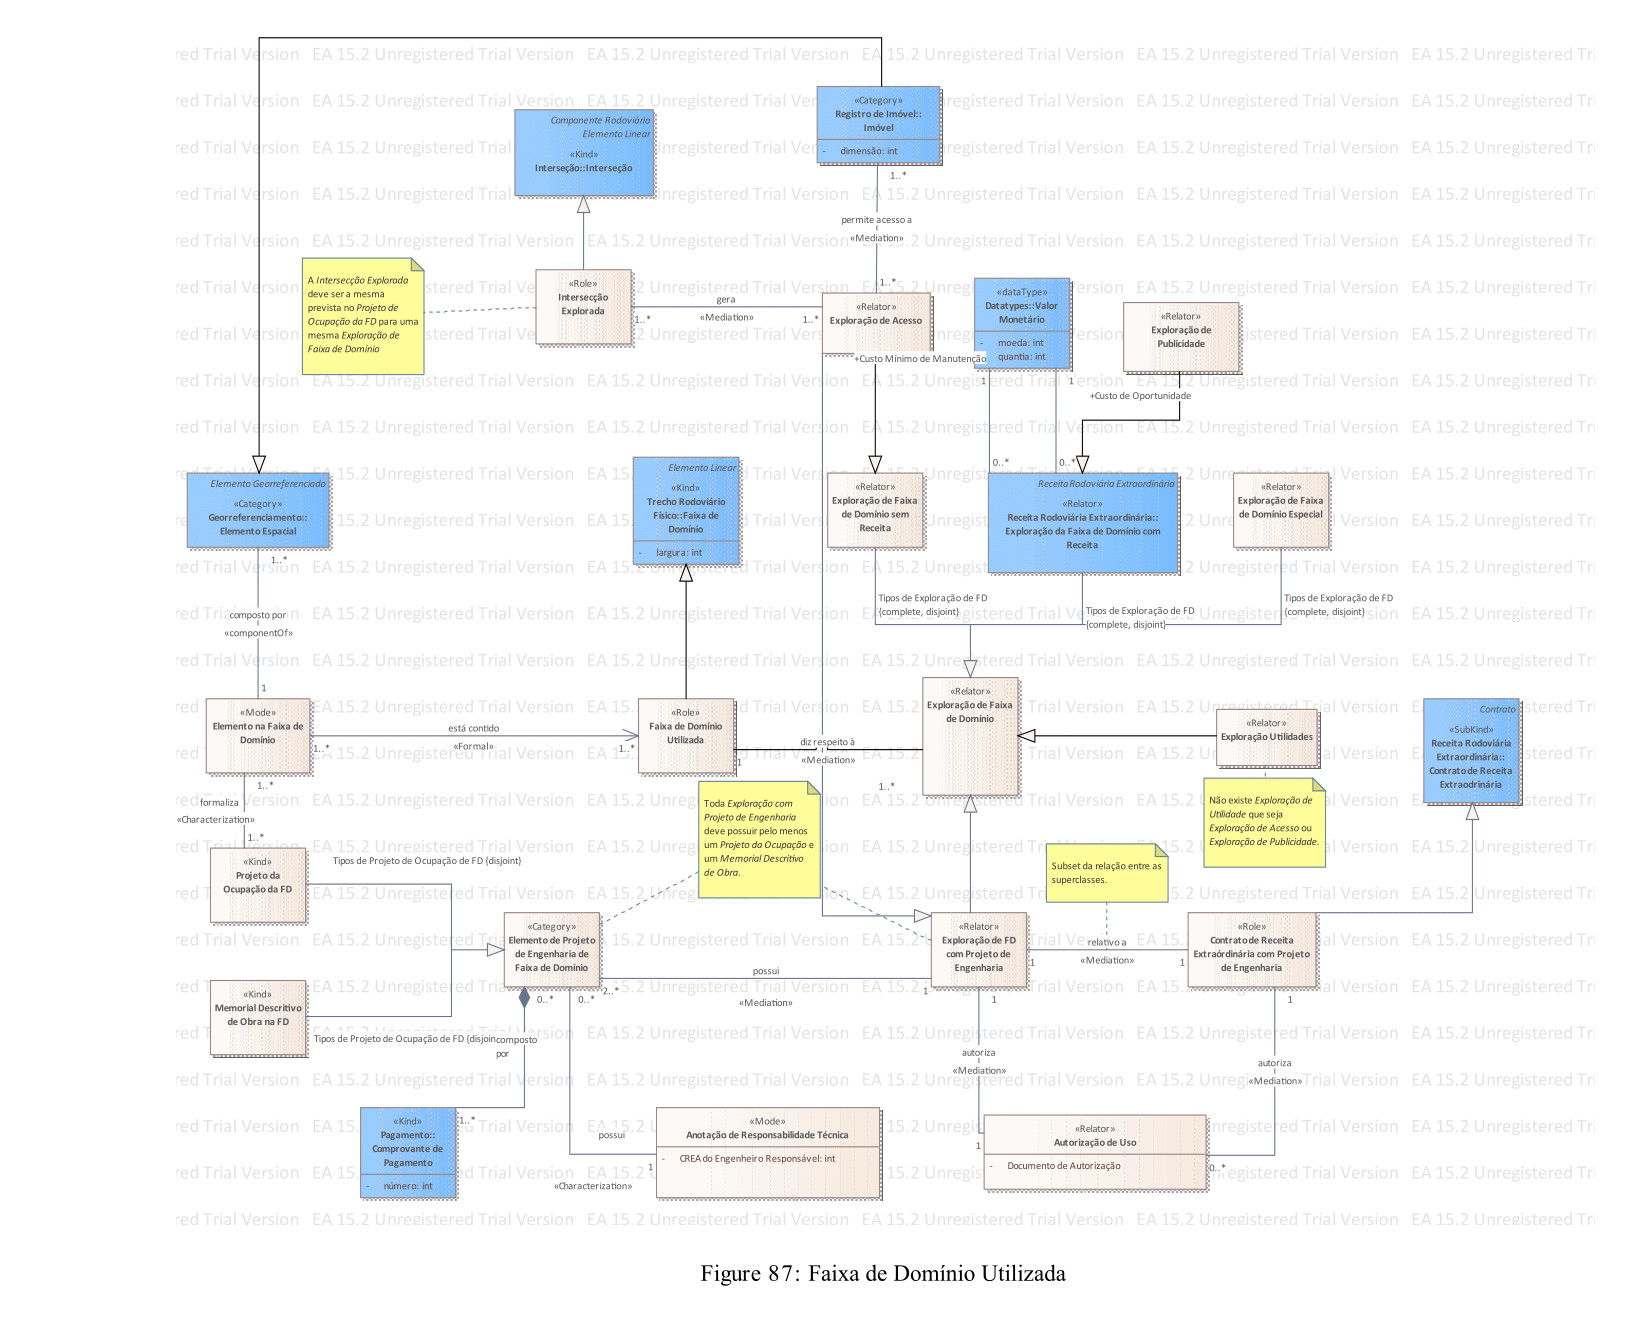 «Category»
Registro de Imóvel::
Imóvel
- dimensão: int
Componente Rodoviário
Elemento Linear
«Kind»
Interseção::Interseção
1..*
permite acesso a
«Mediation»
1..*
A Intersecção Explorada
deve ser a mesma
prevista no Projeto de
Ocupação da FD para uma
mesma Exploração de
Faixa de Domínio
«Role»
Intersecção
Explorada
gera
«Mediation»
1..*
1..*
«Relator»
Exploração de Acesso
«dataType»
Datatypes::Valor
Monetário
- moeda: int
- quantia: int
«Relator»
Exploração de
Publicidade
+Custo Mínimo de Manutenção
1
1
+Custo de Oportunidade
0..*
0..*
Elemento Georreferenciado
«Category»
Georreferenciamento::
Elemento Espacial
Elemento Linear
«Kind»
Trecho Rodoviário
Físico::Faixa de
Domínio
- largura: int
«Relator»
Exploração de Faixa
de Domínio sem
Receita
Receita Rodoviária Extraordinária
«Relator»
Receita Rodoviária Extraordinária::
Exploração da Faixa de Domínio com
Receita
«Relator»
Exploração de Faixa
de Domínio Especial
1..*
composto por
«componentOf»
1
Tipos de Exploração de FD
{complete, disjoint}
Tipos de Exploração de FD
{complete, disjoint}
Tipos de Exploração de FD
{complete, disjoint}
«Mode»
Elemento na Faixa de
Domínio
está contido
«Formal»
1..*
1..*
«Role»
Faixa de Domínio
Utilizada
1
diz respeito à
«Mediation»
1..*
«Relator»
Exploração de Faixa
de Domínio
«Relator»
Exploração Utilidades
Contrato
«SubKind»
Receita Rodoviária
Extraordinária::
Contrato de Receita
Extraodrinária
1..*
formaliza
«Characterization»
1..*
Toda Exploração com
Projeto de Engenharia
deve possuir pelo menos
um Projeto da Ocupação e
um Memorial Descritivo
de Obra.
Não existe Exploração de
Utilidade que seja
Exploração de Acesso ou
Exploração de Publicidade.
Subset da relação entre as
superclasses.
«Kind»
Projeto da
Ocupação da FD
Tipos de Projeto de Ocupação de FD {disjoint}
«Category»
Elemento de Projeto
de Engenharia de
Faixa de Domínio
«Relator»
Exploração de FD
com Projeto de
Engenharia
relativo a
«Mediation»
1
1
«Role»
Contrato de Receita
Extraórdinária com Projeto
de Engenharia
possui
«Mediation»
2..*
1
«Kind»
Memorial Descritivo
de Obra na FD
Tipos de Projeto de Ocupação de FD {disjoin
0..*
0..*
composto
por
1
1
autoriza
«Mediation»
autoriza
«Mediation»
«Kind»
Pagamento::
Comprovante de
Pagamento
- número: int
1..*
possui
«Characterization»
1
«Mode»
Anotação de Responsabilidade Técnica
- CREA do Engenheiro Responsável: int
1
«Relator»
Autorização de Uso
- Documento de Autorização
0..*
EA 15.2 Unregistered Trial Version
Figure 87: Faixa de Domínio Utilizada